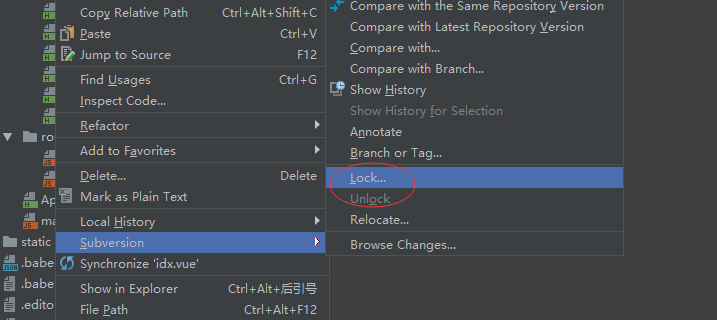 Copy Relative Path Ctrl+Alt+Shift+C
Paste Ctrl+V
Jump to Source F12
Find Usages Ctrl+G
Inspect Code...
Refactor
Add to Favorites
Delete... Delete
Mark as Plain Text
Local History
Subversion
Synchronize 'idx.vue'
Show in Explorer Ctrl+Alt+后引号
File Path Ctrl+Alt+F12
Compare with the Same Repository Version
Compare with Latest Repository Version
Compare with...
Compare with Branch...
Show History
Show History for Selection
Annotate
Branch or Tag...
Lock...
Unlock
Relocate...
Browse Changes...
H
H
H
H
H
ro
JS
JS
H Ap
JS ma
static
JSON .babe
.babe
.edito